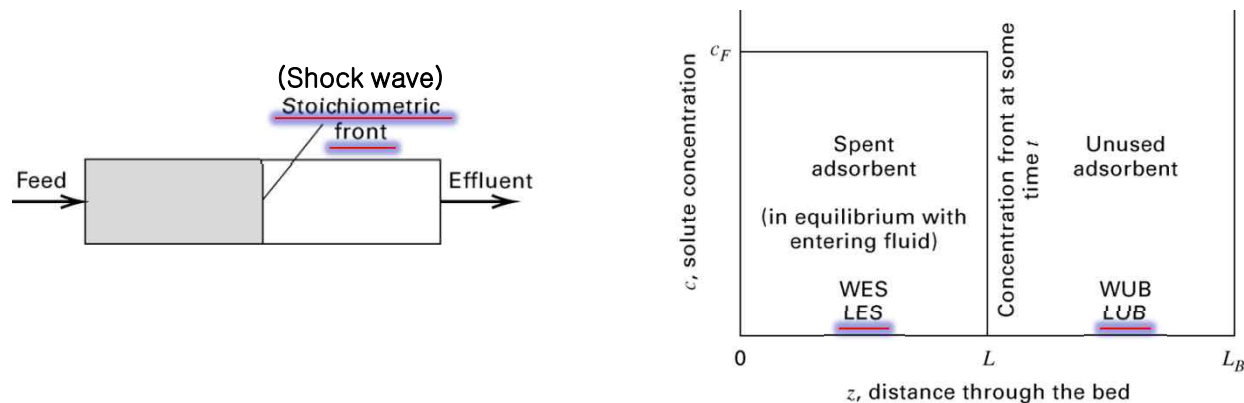 (Shock wave)
Stoichiometric
front
Feed
Effluent
c, solute concentration
c_F
Spent
adsorbent
(in equilibrium with
entering fluid)
WES
LES
Concentration front at some
time t
Unused
adsorbent
WUB
LUB
0
L
L_B
z, distance through the bed